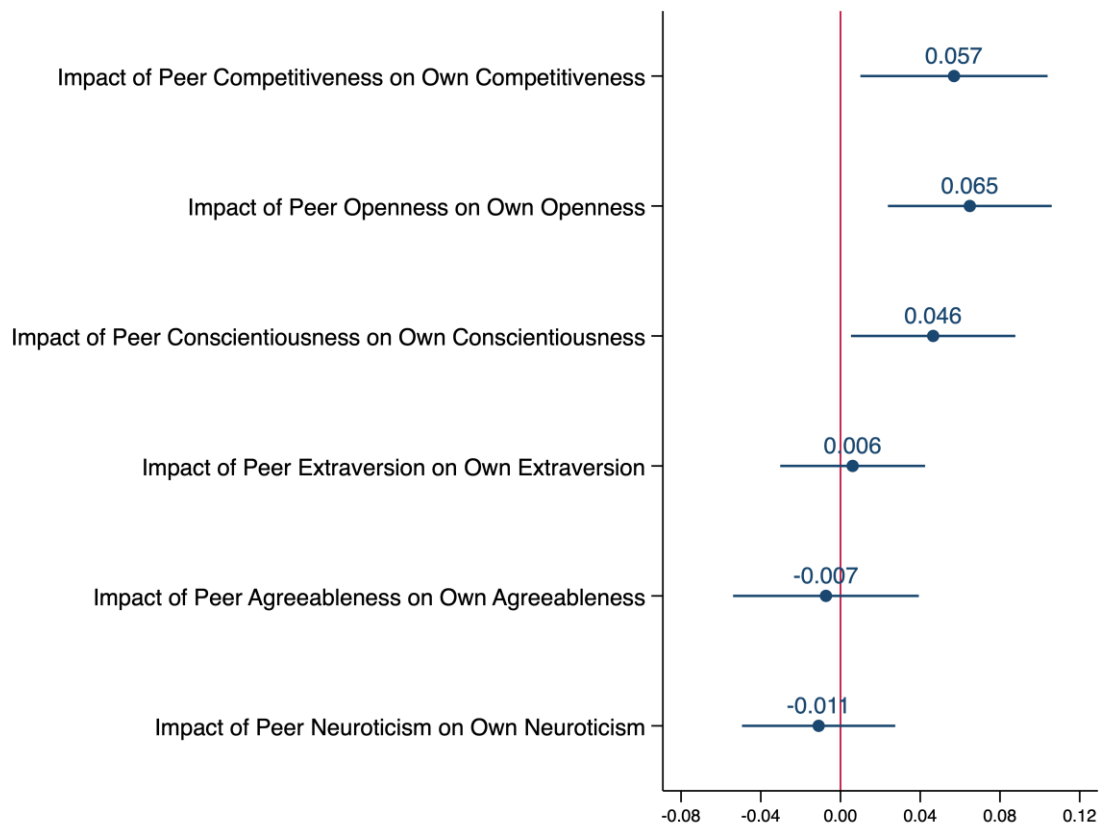 0.057
Impact of Peer Competitiveness on Own Competitiveness
0.065
Impact of Peer Openness on Own Openness
0.046
Impact of Peer Conscientiousness on Own Conscientiousness
0.006
Impact of Peer Extraversion on Own Extraversion
-0.007
Impact of Peer Agreeableness on Own Agreeableness
-0.011
Impact of Peer Neuroticism on Own Neuroticism
-0.08 -0.04 0.00 0.04 0.08 0.12